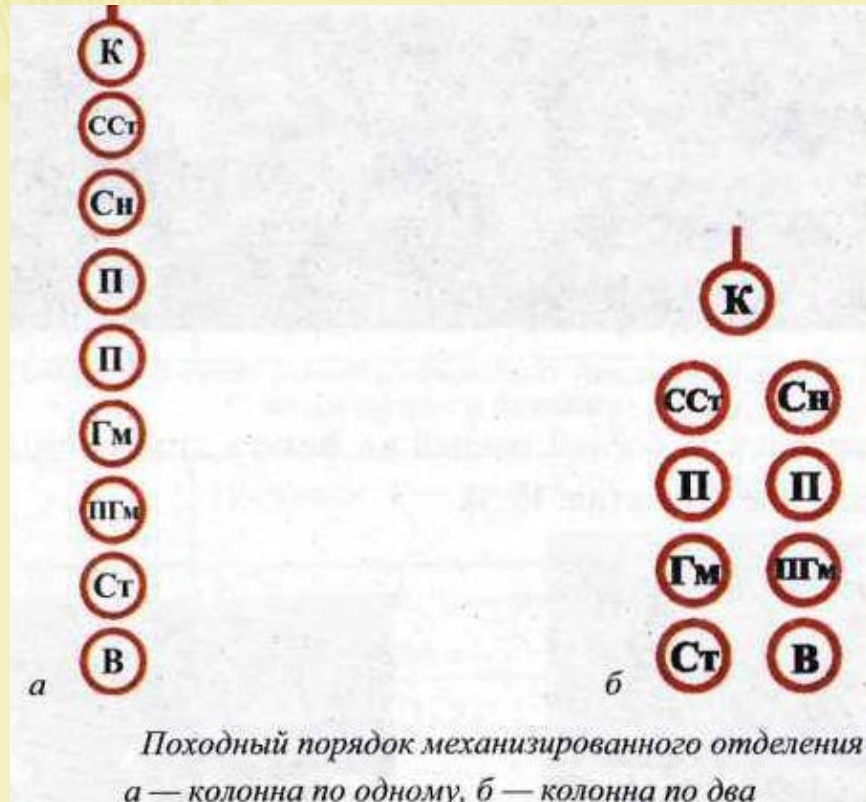 К
ССт
Сн
П
П
Гм
ПГм
Ст
В
а
К
ССт Сн
П П
Гм ПГм
Ст В
б
Походный порядок механизированного отделения
а — колонна по одному, б — колонна по два